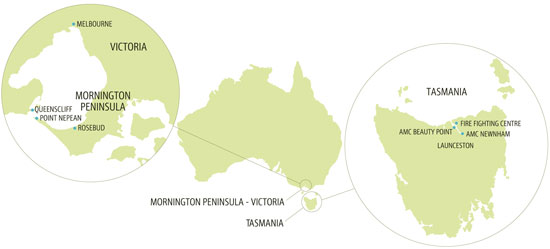 MELBOURNE
VICTORIA
MORNINGTON
PENINSULA
QUEENSCLIFF
POINT NEPEAN
ROSEBUD
MORNINGTON PENINSULA - VICTORIA
TASMANIA
TASMANIA
FIRE FIGHTING CENTRE
AMC BEAUTY POINT
AMC NEWNHAM
LAUNCESTON